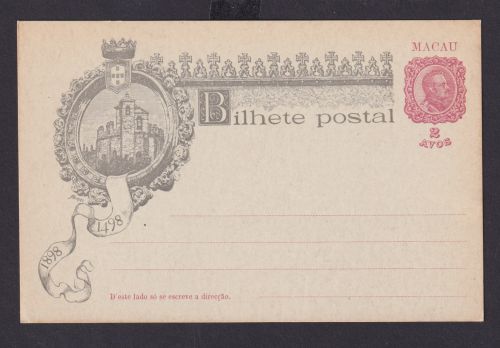 MACAU
Bilhete postal
2
AVOS
1498
1898
D'este lado só se escreve a direcção.